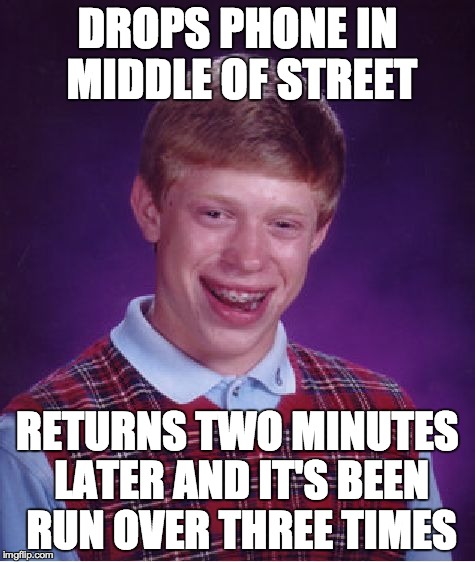 DROPS PHONE IN
MIDDLE OF STREET
RETURNS TWO MINUTES
LATER AND IT'S BEEN
RUN OVER THREE TIMES
imgflip.com